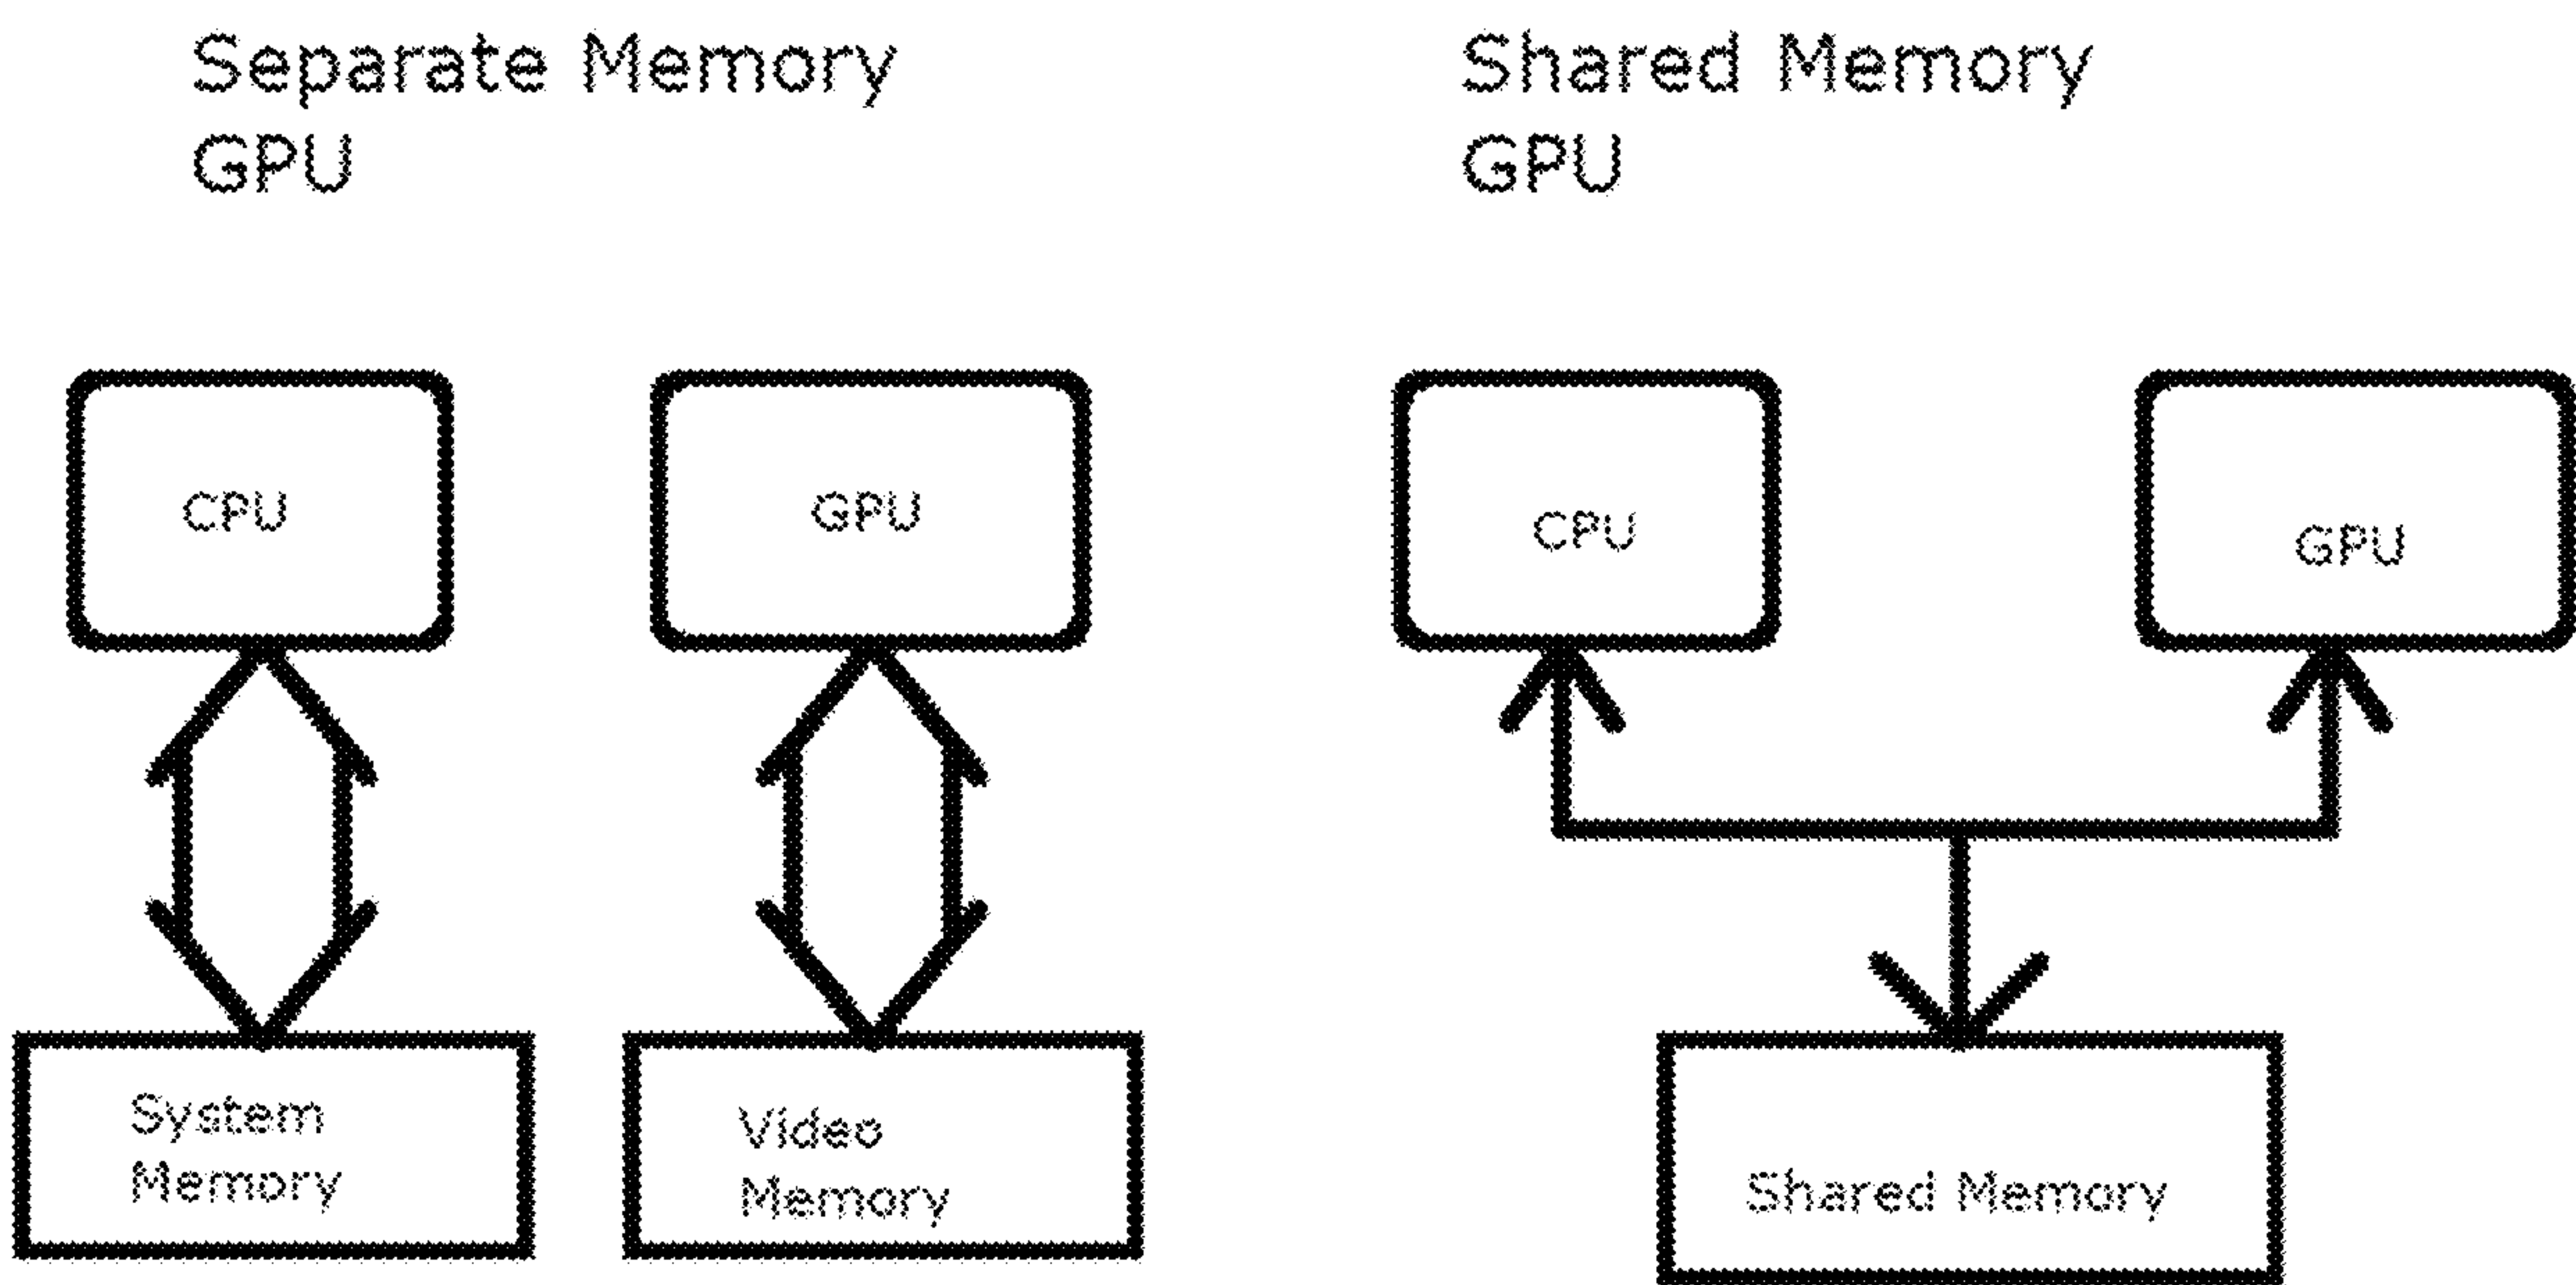 Separate Memory
GPU
Shared Memory
GPU
CPU
GPU
CPU
GPU
System
Memory
Video
Memory
Shared Memory